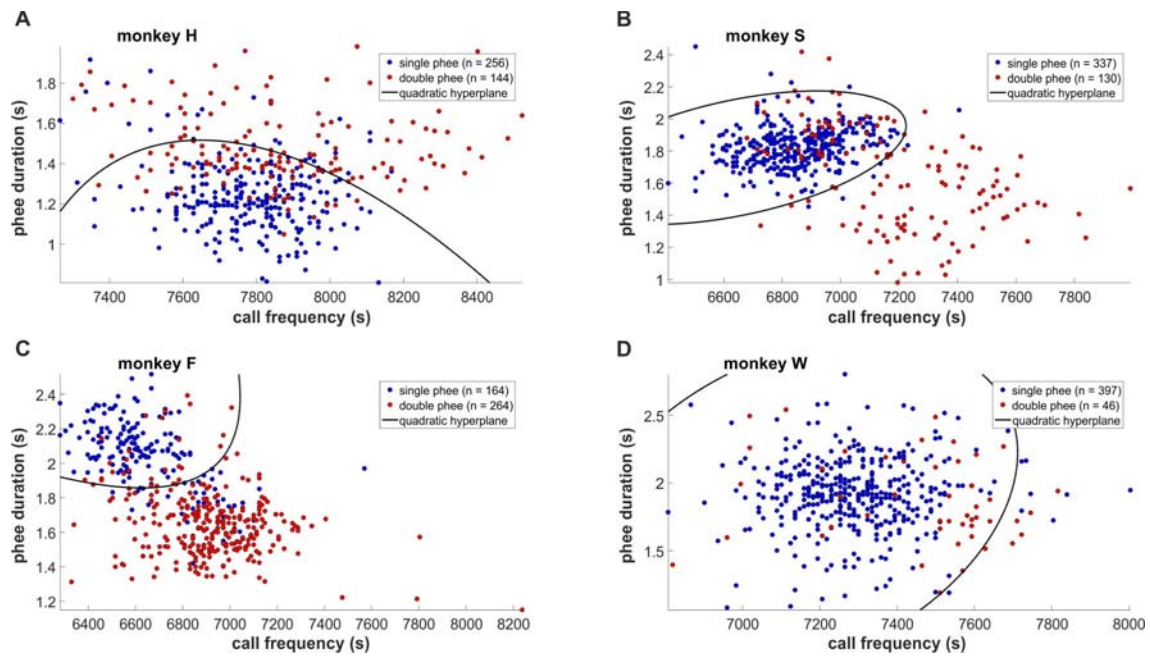 A
monkey H
single phee (n = 256)
double phee (n = 144)
quadratic hyperplane
phee duration (s)
1.8
1.6
1.4
1.2
1
7400 7600 7800 8000 8200 8400
call frequency (s)
B
monkey S
single phee (n = 337)
double phee (n = 130)
quadratic hyperplane
phee duration (s)
2.4
2.2
2
1.8
1.6
1.4
1.2
1
6600 6800 7000 7200 7400 7600 7800
call frequency (s)
C
monkey F
single phee (n = 164)
double phee (n = 264)
quadratic hyperplane
phee duration (s)
2.4
2.2
2
1.8
1.6
1.4
1.2
6400 6600 6800 7000 7200 7400 7600 7800 8000 8200
call frequency (s)
D
monkey W
single phee (n = 397)
double phee (n = 46)
quadratic hyperplane
phee duration (s)
2.5
2
1.5
7000 7200 7400 7600 7800 8000
call frequency (s)